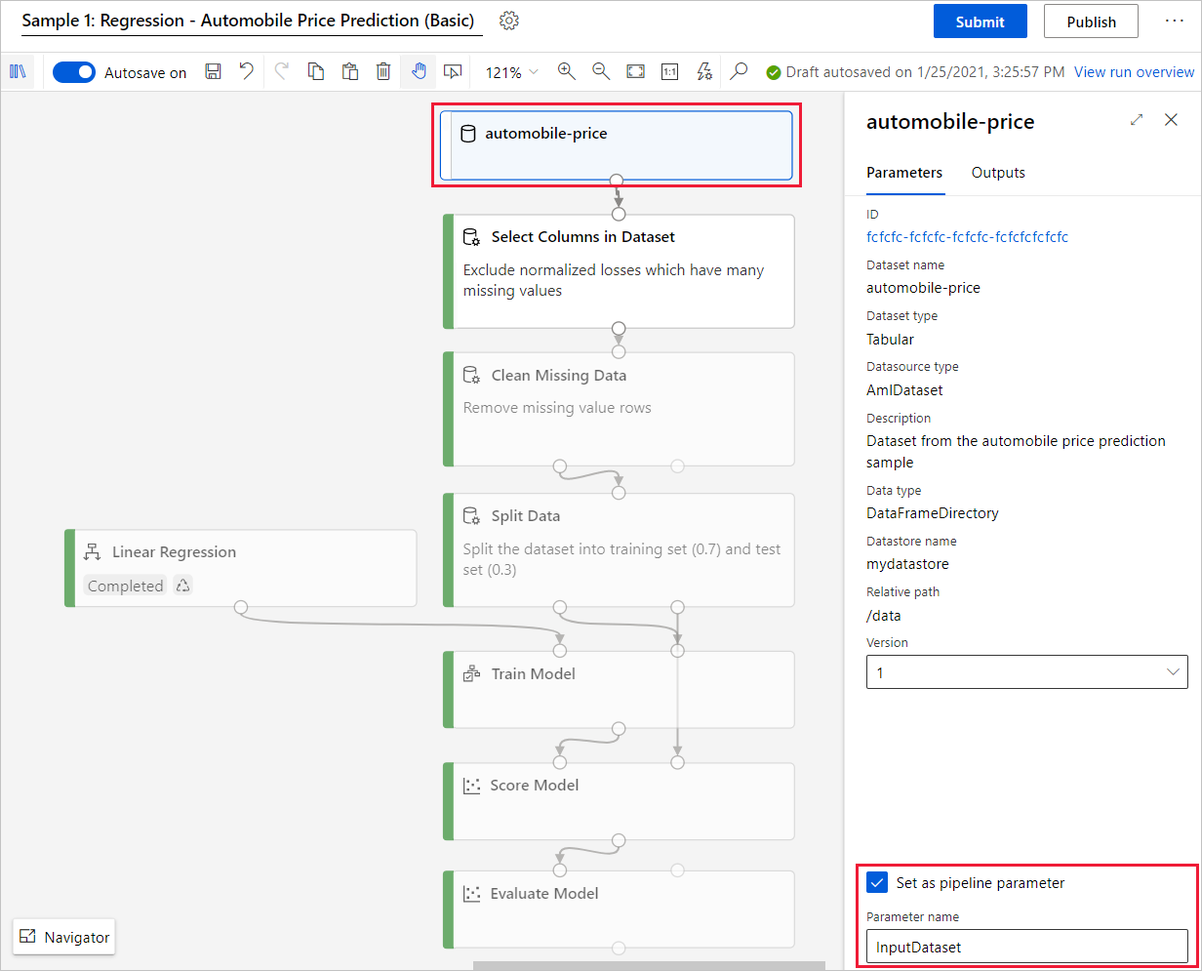 Sample 1: Regression - Automobile Price Prediction (Basic)
Submit
Publish
Autosave on
121%
1:1
Draft autosaved on 1/25/2021, 3:25:57 PM
View run overview
automobile-price
Select Columns in Dataset
Exclude normalized losses which have many
missing values
Clean Missing Data
Remove missing value rows
Split Data
Split the dataset into training set (0.7) and test
set (0.3)
Linear Regression
Completed
Train Model
Score Model
Evaluate Model
Navigator
automobile-price
Parameters
Outputs
ID
fcfcfc-fcfcfc-fcfcfc-fcfcfcfcfcfc
Dataset name
automobile-price
Dataset type
Tabular
Datasource type
AmlDataset
Description
Dataset from the automobile price prediction
sample
Data type
DataFrameDirectory
Datastore name
mydatastore
Relative path
/data
Version
1
Set as pipeline parameter
Parameter name
InputDataset